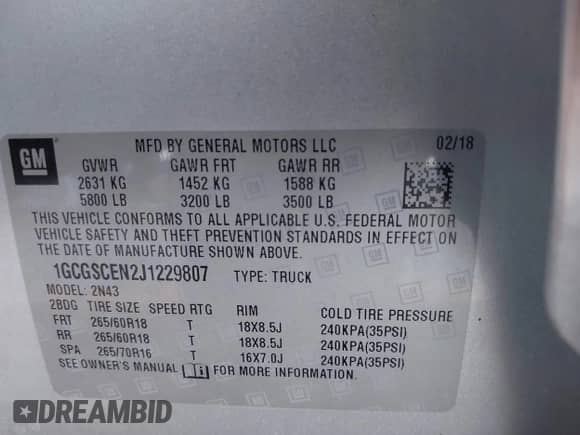 GM
MFD BY GENERAL MOTORS LLC 02/18
GVWR GAWR FRT GAWR RR
2631 KG 1452 KG 1588 KG
5800 LB 3200 LB 3500 LB
THIS VEHICLE CONFORMS TO ALL APPLICABLE U.S. FEDERAL MOTOR
VEHICLE SAFETY AND THEFT PREVENTION STANDARDS IN EFFECT ON
THE DATE OF MANUFACTURE SHOWN ABOVE.
1GCGSCEN2J1229807 TYPE: TRUCK
MODEL: 2N43
2BDG TIRE SIZE SPEED RTG RIM COLD TIRE PRESSURE
FRT 265/60R18 T 18X8.5J 240KPA(35PSI)
RR 265/60R18 T 18X8.5J 240KPA(35PSI)
SPA 265/70R16 T 16X7.0J 240KPA(35PSI)
SEE OWNER'S MANUAL FOR MORE INFORMATION.
DREAMBID